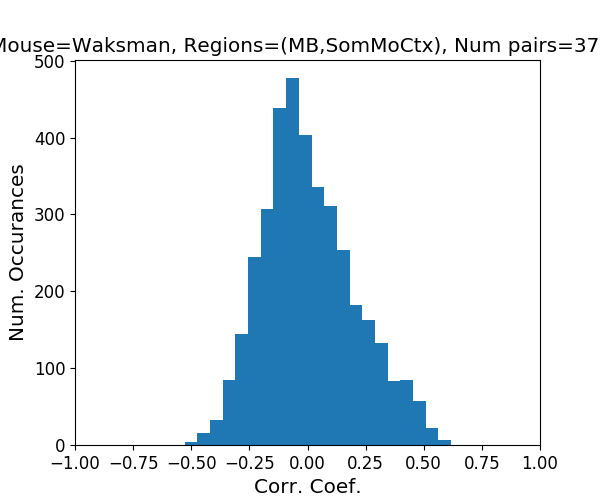 Mouse=Waksman, Regions=(MB,SomMoCtx), Num pairs=37
500
400
300
200
100
0
Num. Occurances
−1.00 −0.75 −0.50 −0.25 0.00 0.25 0.50 0.75 1.00
Corr. Coef.